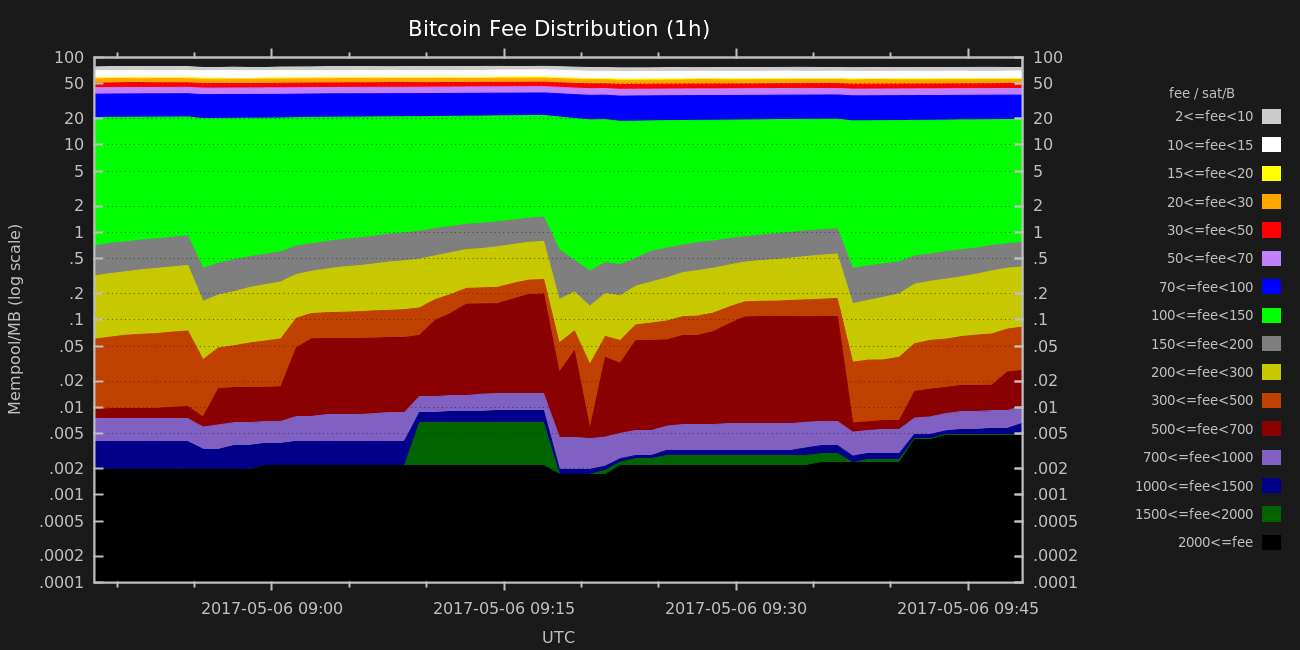 Bitcoin Fee Distribution (1h)
100 100
50 50
20 20
10 10
5 5
2 2
1 1
.5 .5
.2 .2
.1 .1
.05 .05
.02 .02
.01 .01
.005 .005
.002 .002
.001 .001
.0005 .0005
.0002 .0002
.0001 .0001
Mempool/MB (log scale)
2017-05-06 09:00 2017-05-06 09:15 2017-05-06 09:30 2017-05-06 09:45
UTC
fee / sat/B
2<=fee<10
10<=fee<15
15<=fee<20
20<=fee<30
30<=fee<50
50<=fee<70
70<=fee<100
100<=fee<150
150<=fee<200
200<=fee<300
300<=fee<500
500<=fee<700
700<=fee<1000
1000<=fee<1500
1500<=fee<2000
2000<=fee